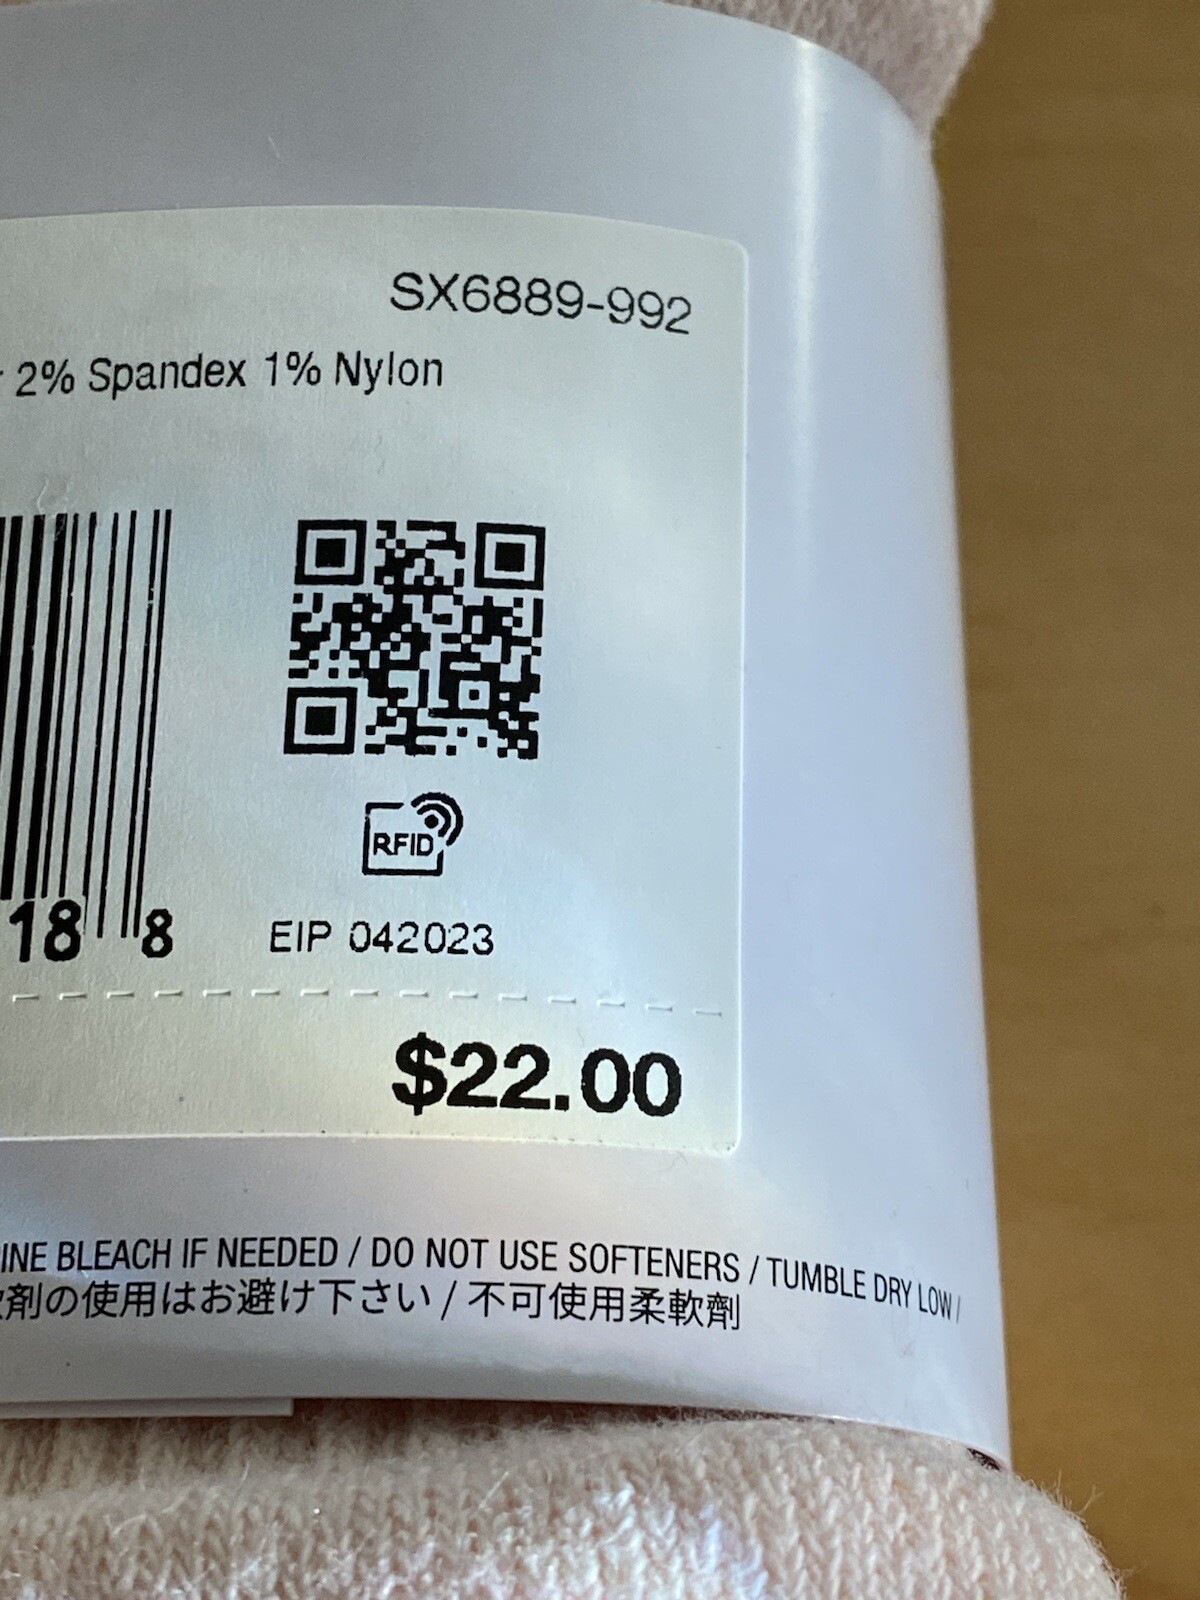 SX6889-992
2% Spandex 1% Nylon
RFID
18 8
EIP 042023
$22.00
BLEACH IF NEEDED / DO NOT USE SOFTENERS / TUMBLE DRY LOW /
剤の使用はお避け下さい / 不可使用柔軟劑